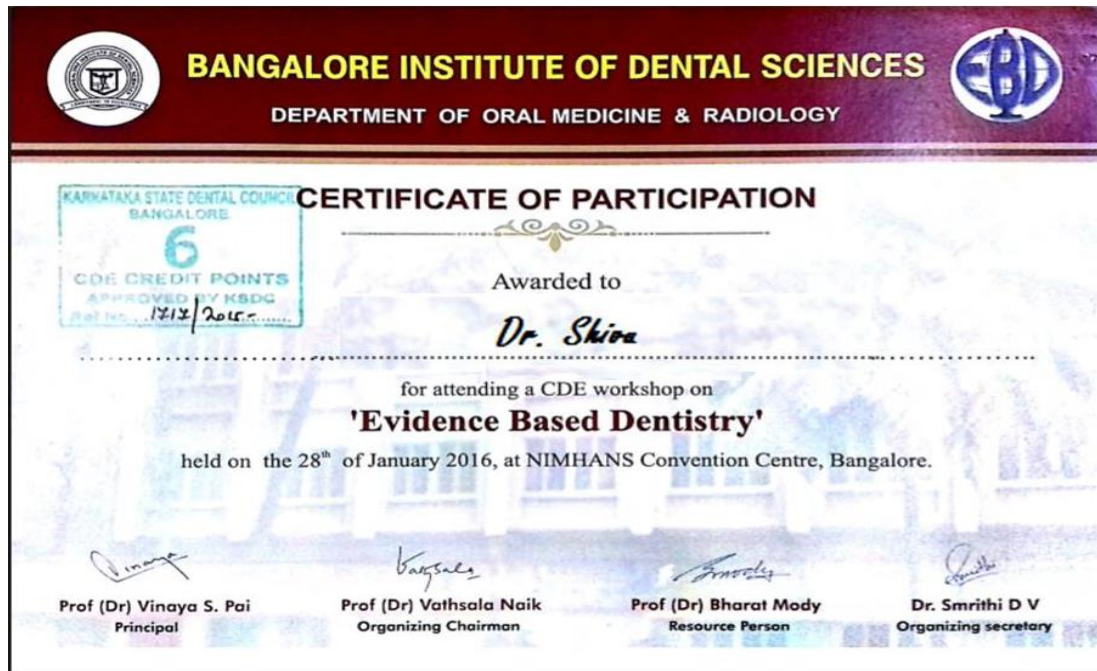 BANGALORE INSTITUTE OF DENTAL SCIENCES
DEPARTMENT OF ORAL MEDICINE & RADIOLOGY
EBD
KARNATAKA STATE DENTAL COUNCIL
BANGALORE
6
CDE CREDIT POINTS
APPROVED BY KSDC
Ref No.
CERTIFICATE OF PARTICIPATION
Awarded to
Dr. Shiva
for attending a CDE workshop on
'Evidence Based Dentistry'
held on the 28th of January 2016, at NIMHANS Convention Centre, Bangalore.
Prof (Dr) Vinaya S. Pai
Principal
Prof (Dr) Vathsala Naik
Organizing Chairman
Prof (Dr) Bharat Mody
Resource Person
Dr. Smrithi D V
Organizing secretary